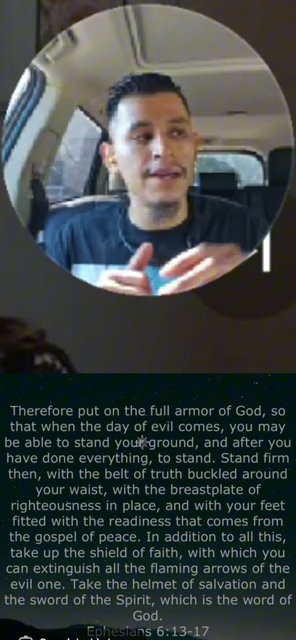 Therefore put on the full armor of God, so
that when the day of evil comes, you may
be able to stand your ground, and after you
have done everything, to stand. Stand firm
then, with the belt of truth buckled around
your waist, with the breastplate of
righteousness in place, and with your feet
fitted with the readiness that comes from
the gospel of peace. In addition to all this,
take up the shield of faith, with which you
can extinguish all the flaming arrows of the
evil one. Take the helmet of salvation and
the sword of the Spirit, which is the word of
God.
Ephesians 6:13-17